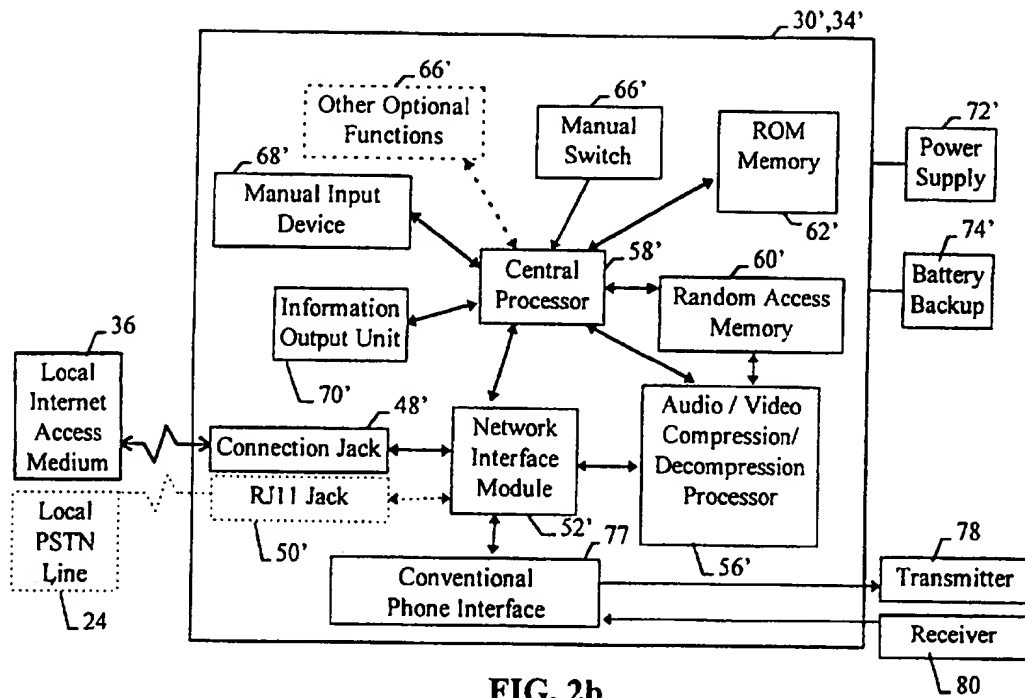 30',34'
66'
Other Optional
Functions
66'
Manual
Switch
ROM
Memory
62'
72'
Power
Supply
68'
Manual Input
Device
74'
Battery
Backup
58'
Central
Processor
60'
Random Access
Memory
Information
Output Unit
70'
36
Local
Internet
Access
Medium
48'
Connection Jack
Network
Interface
Module
52'
Audio / Video
Compression/
Decompression
Processor
56'
RJ11 Jack
50'
Local
PSTN
Line
24
77
Conventional
Phone Interface
78
Transmitter
Receiver
80
FIG. 2b